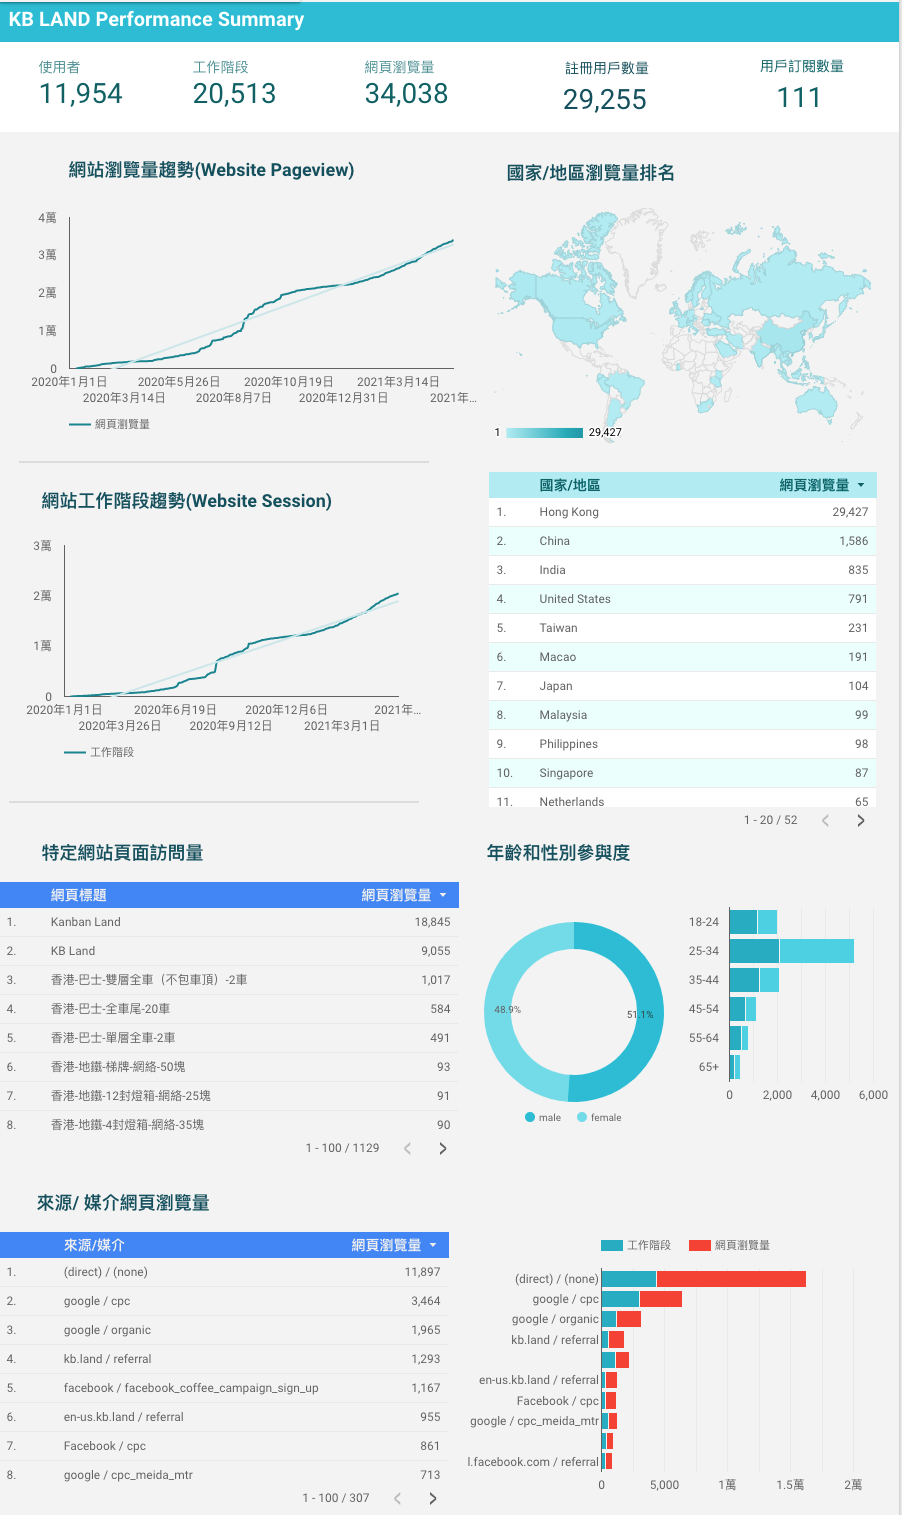 KB LAND Performance Summary
使用者
工作階段
網頁瀏覽量
註冊用戶數量
用戶訂閱數量
11,954
20,513
34,038
29,255
111
網站瀏覽量趨勢(Website Pageview)
4萬
3萬
2萬
1萬
0
2020年1月1日
2020年5月26日
2020年10月19日
2021年3月14日
2020年3月14日
2020年8月7日
2020年12月31日
2021年...
網頁瀏覽量
國家/地區瀏覽量排名
1
29,427
網站工作階段趨勢(Website Session)
3萬
2萬
1萬
0
2020年1月1日
2020年6月19日
2020年12月6日
2021年...
2020年3月26日
2020年9月12日
2021年3月1日
工作階段
國家/地區 網頁瀏覽量
1. Hong Kong 29,427
2. China 1,586
3. India 835
4. United States 791
5. Taiwan 231
6. Macao 191
7. Japan 104
8. Malaysia 99
9. Philippines 98
10. Singapore 87
11. Netherlands 65
1 - 20 / 52
特定網站頁面訪問量
網頁標題 網頁瀏覽量
1. Kanban Land 18,845
2. KB Land 9,055
3. 香港-巴士-雙層全車（不包車頂）-2車 1,017
4. 香港-巴士-全車尾-20車 584
5. 香港-巴士-單層全車-2車 491
6. 香港-地鐵-梯牌-網絡-50塊 93
7. 香港-地鐵-12封燈箱-網絡-25塊 91
8. 香港-地鐵-4封燈箱-網絡-35塊 90
1 - 100 / 1129
年齡和性別參與度
48.9%
51.1%
male
female
18-24
25-34
35-44
45-54
55-64
65+
0
2,000
4,000
6,000
來源/ 媒介網頁瀏覽量
來源/媒介 網頁瀏覽量
1. (direct) / (none) 11,897
2. google / cpc 3,464
3. google / organic 1,965
4. kb.land / referral 1,293
5. facebook / facebook_coffee_campaign_sign_up 1,167
6. en-us.kb.land / referral 955
7. Facebook / cpc 861
8. google / cpc_meida_mtr 713
1 - 100 / 307
工作階段
網頁瀏覽量
(direct) / (none)
google / cpc
google / organic
kb.land / referral
en-us.kb.land / referral
Facebook / cpc
google / cpc_meida_mtr
l.facebook.com / referral
0
5,000
1萬
1.5萬
2萬